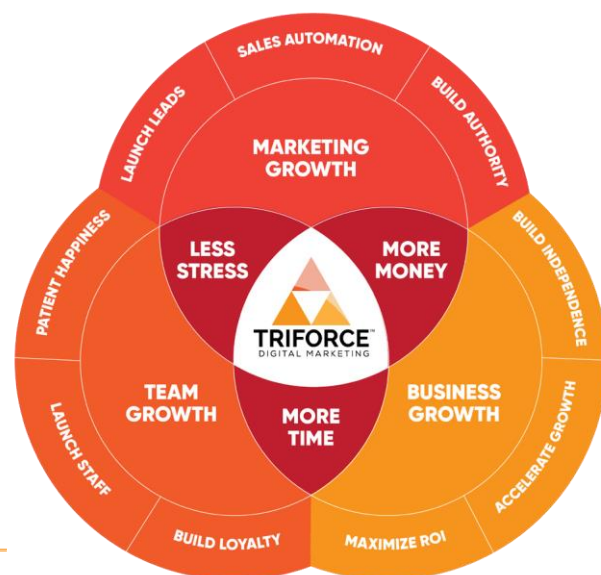 SALES AUTOMATION
LAUNCH LEADS
BUILD AUTHORITY
MARKETING
GROWTH
PATIENT HAPPINESS
LESS
STRESS
MORE
MONEY
BUILD INDEPENDENCE
TRIFORCE™
DIGITAL MARKETING
TEAM
GROWTH
BUSINESS
GROWTH
MORE
TIME
LAUNCH STAFF
ACCELERATE GROWTH
BUILD LOYALTY
MAXIMIZE ROI